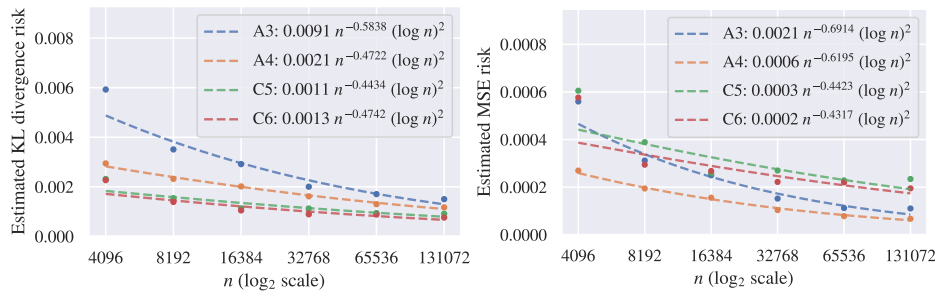 Estimated KL divergence risk
0.008
0.006
0.004
0.002
0.000
A3: 0.0091 n^{-0.5838} (log n)^2
A4: 0.0021 n^{-0.4722} (log n)^2
C5: 0.0011 n^{-0.4434} (log n)^2
C6: 0.0013 n^{-0.4742} (log n)^2
4096 8192 16384 32768 65536 131072
n (log₂ scale)
Estimated MSE risk
0.0008
0.0006
0.0004
0.0002
0.0000
A3: 0.0021 n^{-0.6914} (log n)^2
A4: 0.0006 n^{-0.6195} (log n)^2
C5: 0.0003 n^{-0.4423} (log n)^2
C6: 0.0002 n^{-0.4317} (log n)^2
4096 8192 16384 32768 65536 131072
n (log₂ scale)